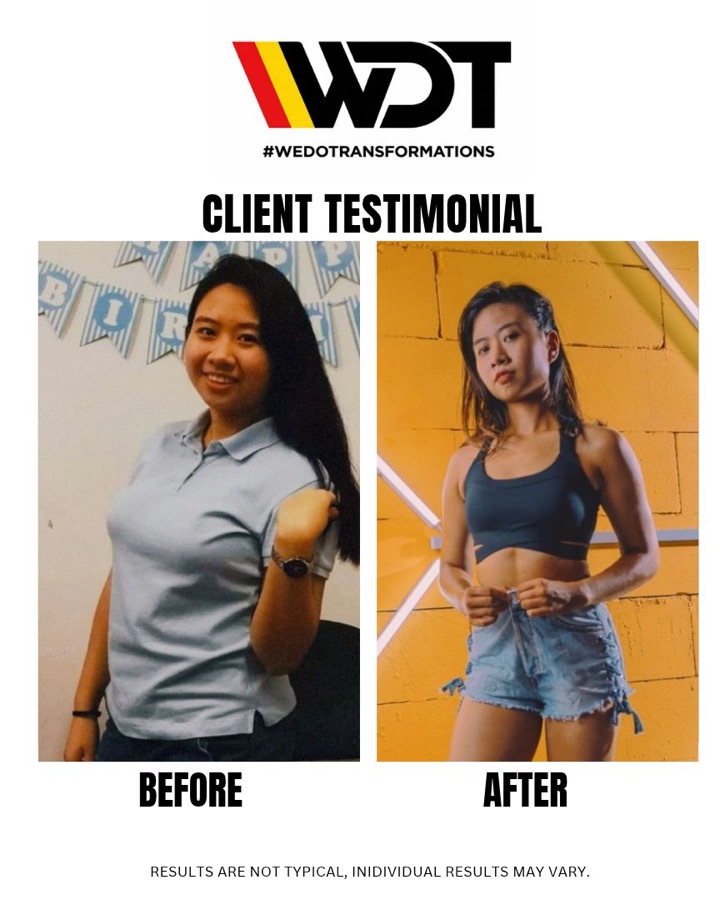 WDT
#WEDOTRANSFORMATIONS
CLIENT TESTIMONIAL
BEFORE
AFTER
RESULTS ARE NOT TYPICAL, INIDIVIDUAL RESULTS MAY VARY.